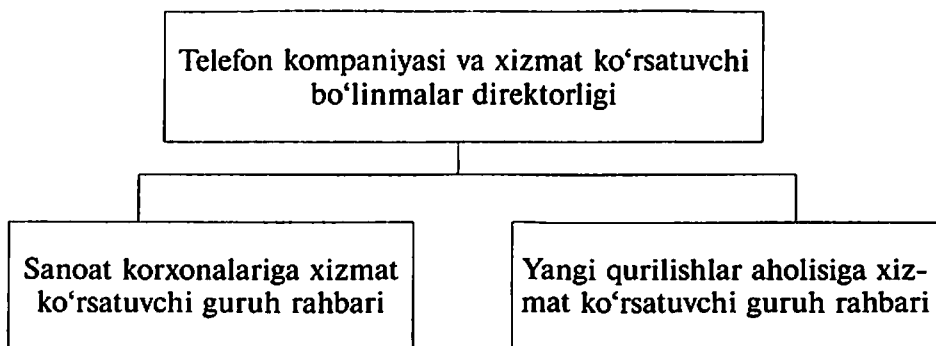 Telefon kompaniyasi va xizmat ko‘rsatuvchi
bo‘linmalar direktorligi
Sanoat korxonalariga xizmat
ko‘rsatuvchi guruh rahbari
Yangi qurilishlar aholisiga xiz-
mat ko‘rsatuvchi guruh rahbari